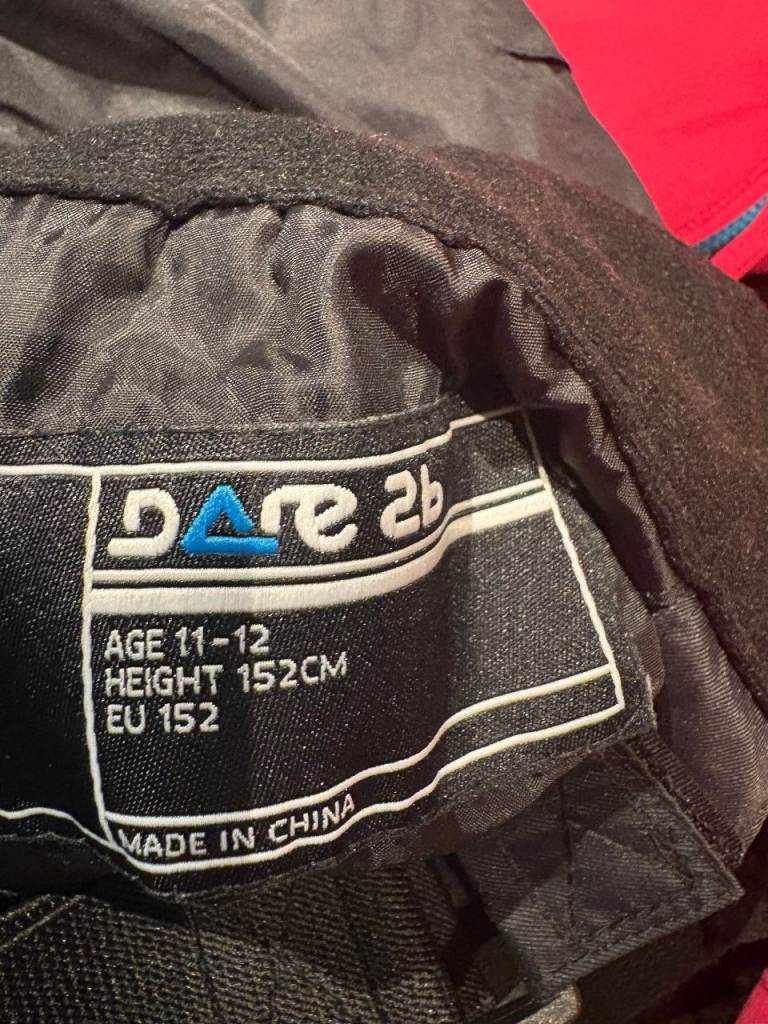 DARE 2b
AGE 11-12
HEIGHT 152CM
EU 152
MADE IN CHINA